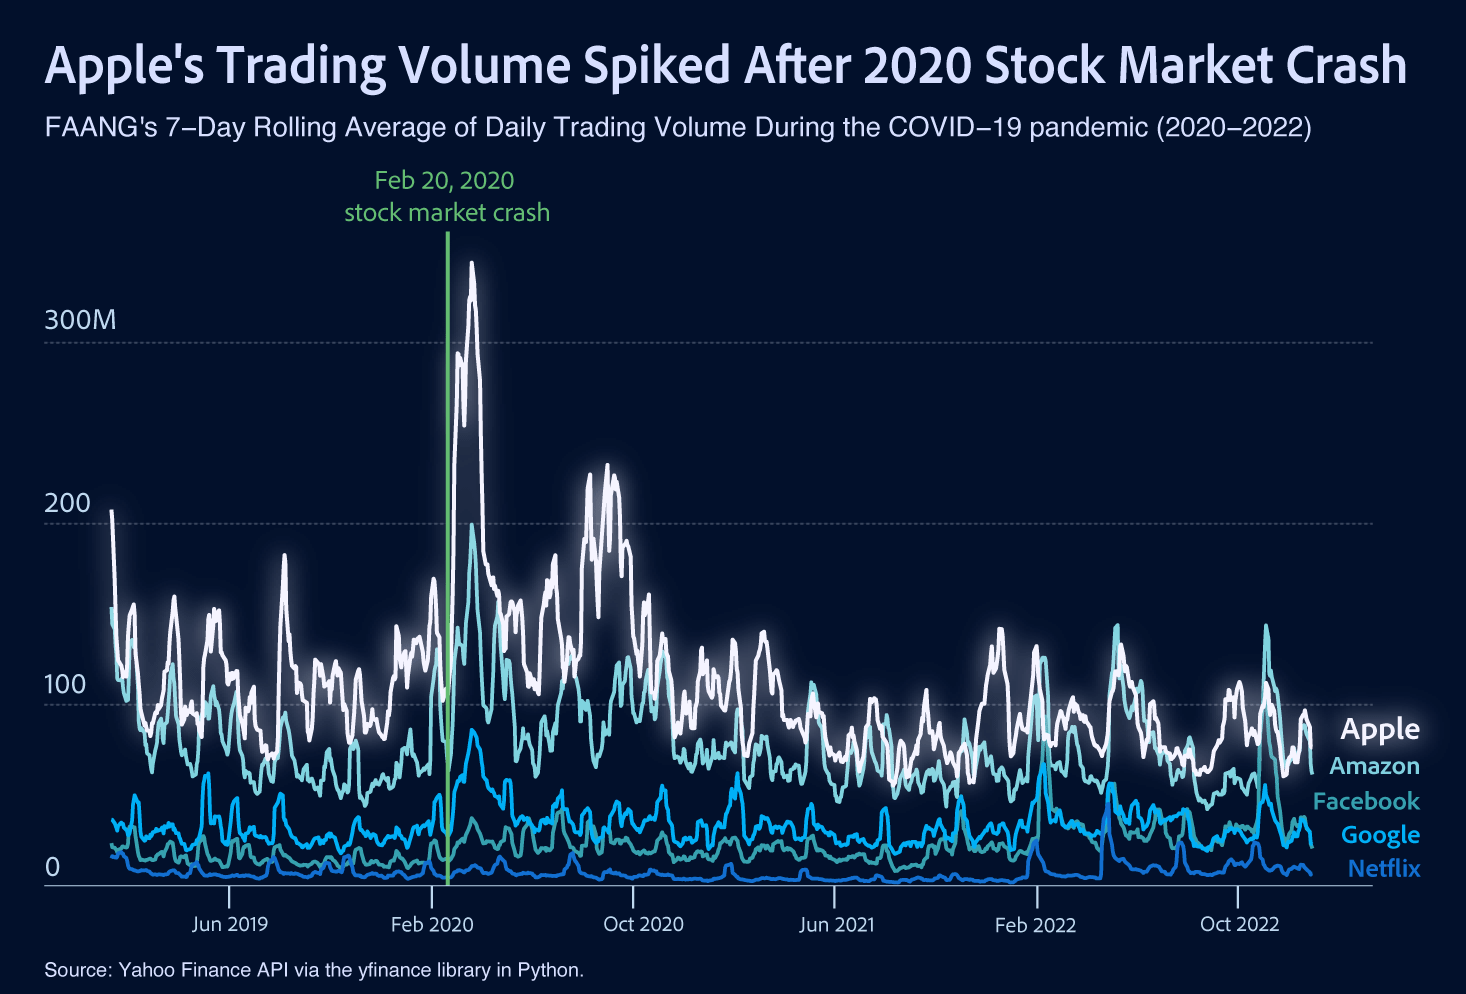 Apple's Trading Volume Spiked After 2020 Stock Market Crash
FAANG's 7–Day Rolling Average of Daily Trading Volume During the COVID–19 pandemic (2020–2022)
Feb 20, 2020
stock market crash
300M
200
100
0
Apple
Amazon
Facebook
Google
Netflix
Jun 2019
Feb 2020
Oct 2020
Jun 2021
Feb 2022
Oct 2022
Source: Yahoo Finance API via the yfinance library in Python.